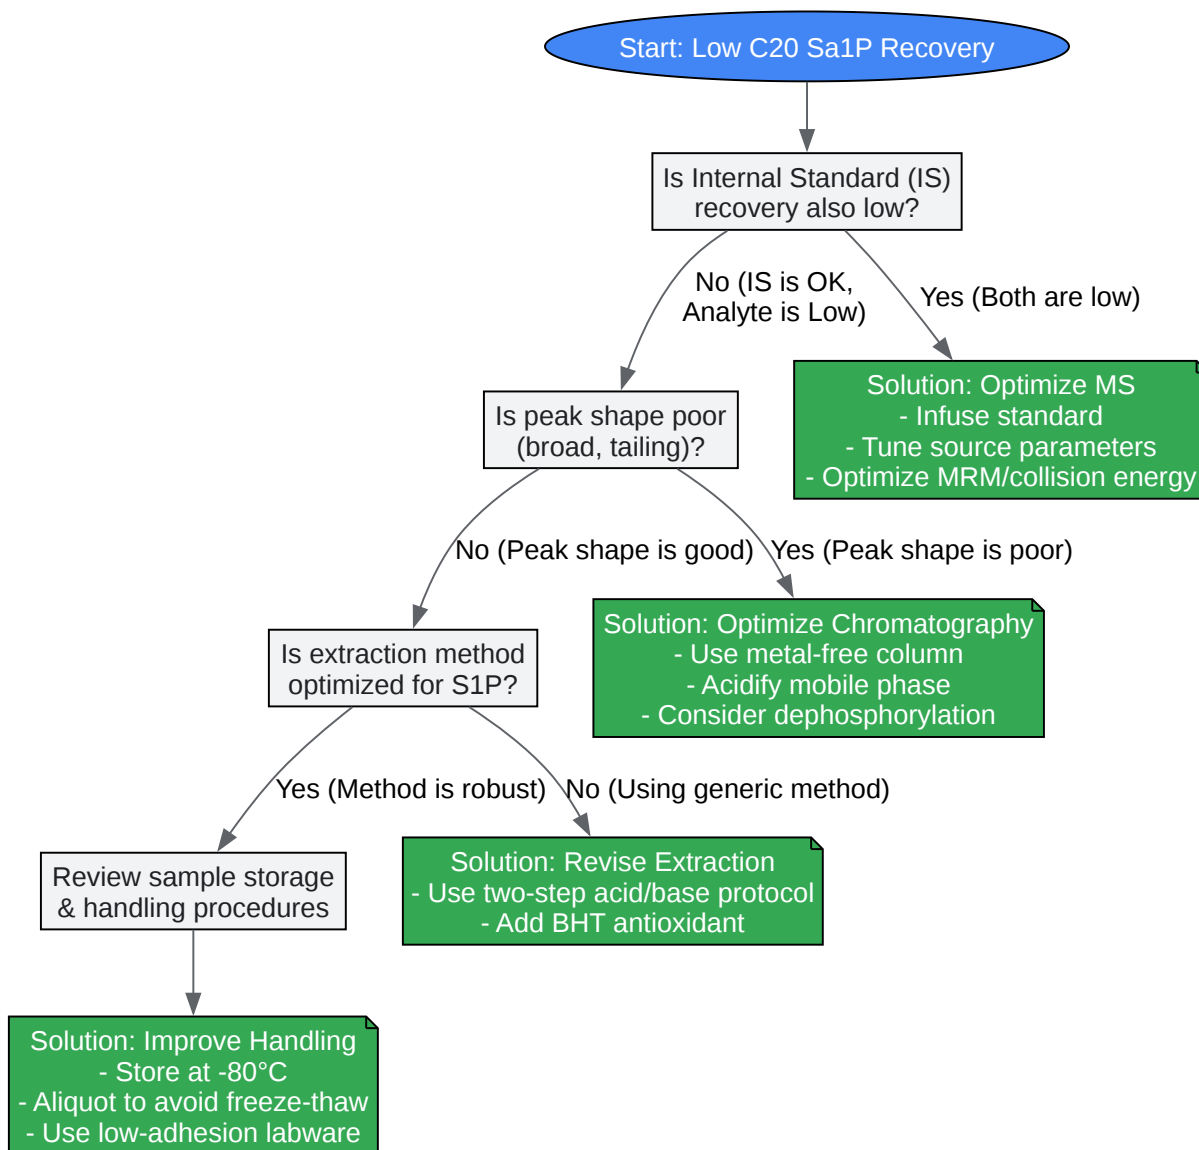 Start: Low C20 Sa1P Recovery
Is Internal Standard (IS)
recovery also low?
No (IS is OK,
Analyte is Low)
Yes (Both are low)
Is peak shape poor
(broad, tailing)?
Solution: Optimize MS
- Infuse standard
- Tune source parameters
- Optimize MRM/collision energy
No (Peak shape is good)
Yes (Peak shape is poor)
Is extraction method
optimized for S1P?
Solution: Optimize Chromatography
- Use metal-free column
- Acidify mobile phase
- Consider dephosphorylation
Yes (Method is robust)
No (Using generic method)
Review sample storage
& handling procedures
Solution: Revise Extraction
- Use two-step acid/base protocol
- Add BHT antioxidant
Solution: Improve Handling
- Store at -80°C
- Aliquot to avoid freeze-thaw
- Use low-adhesion labware